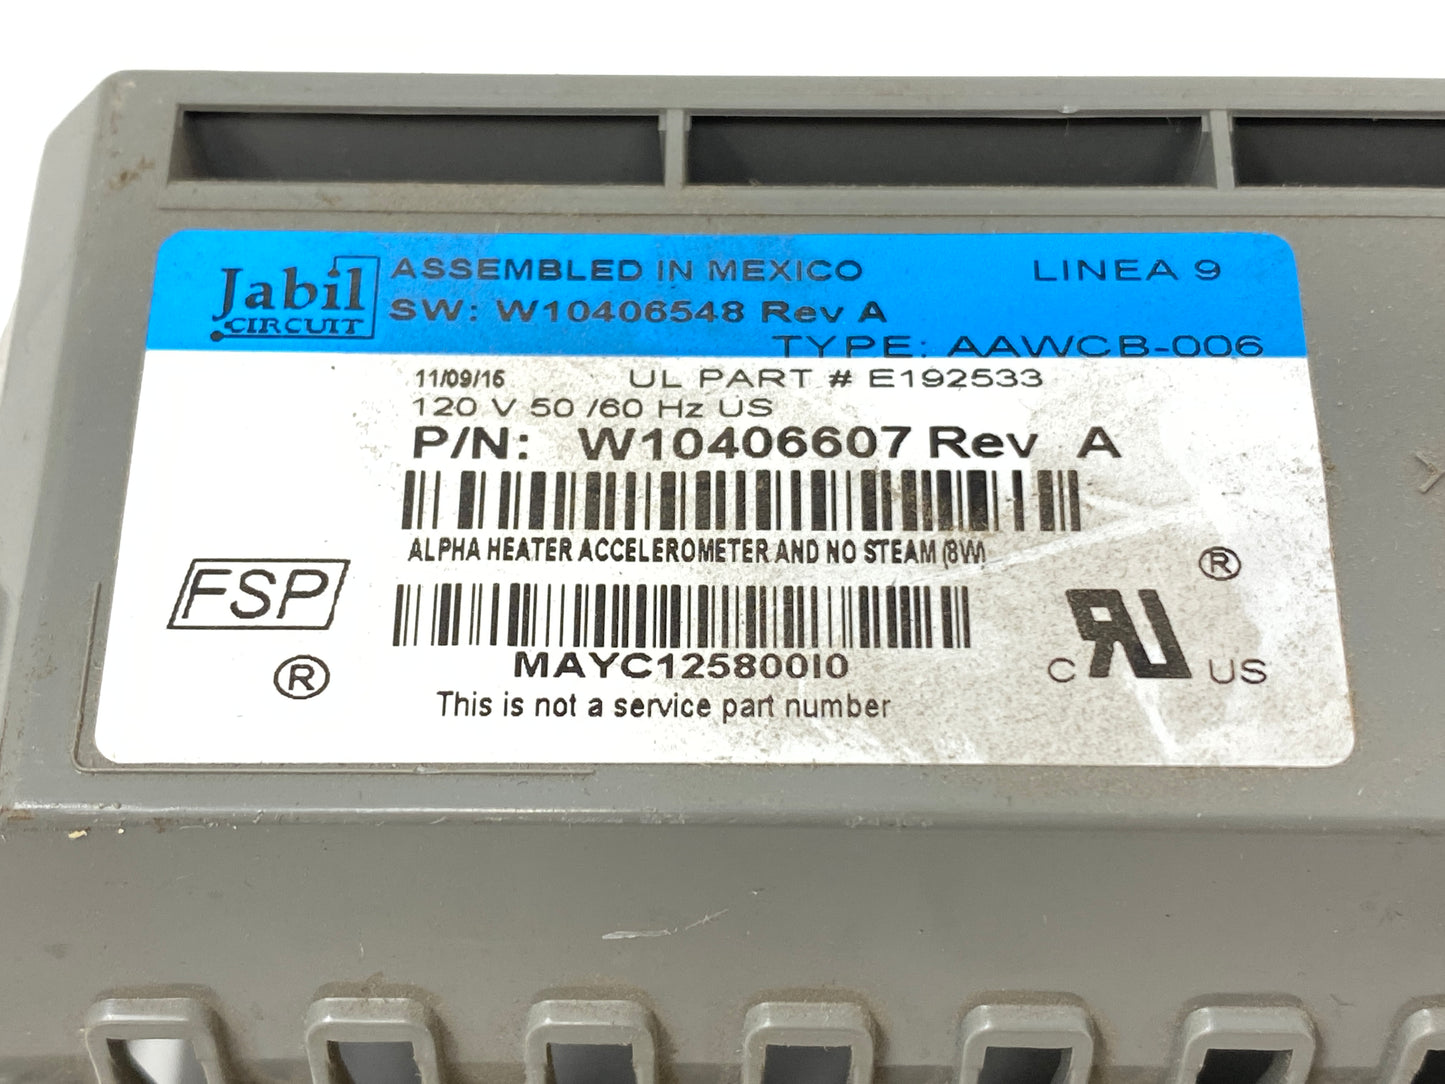 Jabil
CIRCUIT
ASSEMBLED IN MEXICO LINEA 9
SW: W10406548 Rev A
TYPE: AAWCB-006
11/09/15 UL PART # E192533
120 V 50 /60 Hz US
P/N: W10406607 Rev A
ALPHA HEATER ACCELEROMETER AND NO STEAM (8W)
FSP
®
MAYC12580010
This is not a service part number
®
C UR US